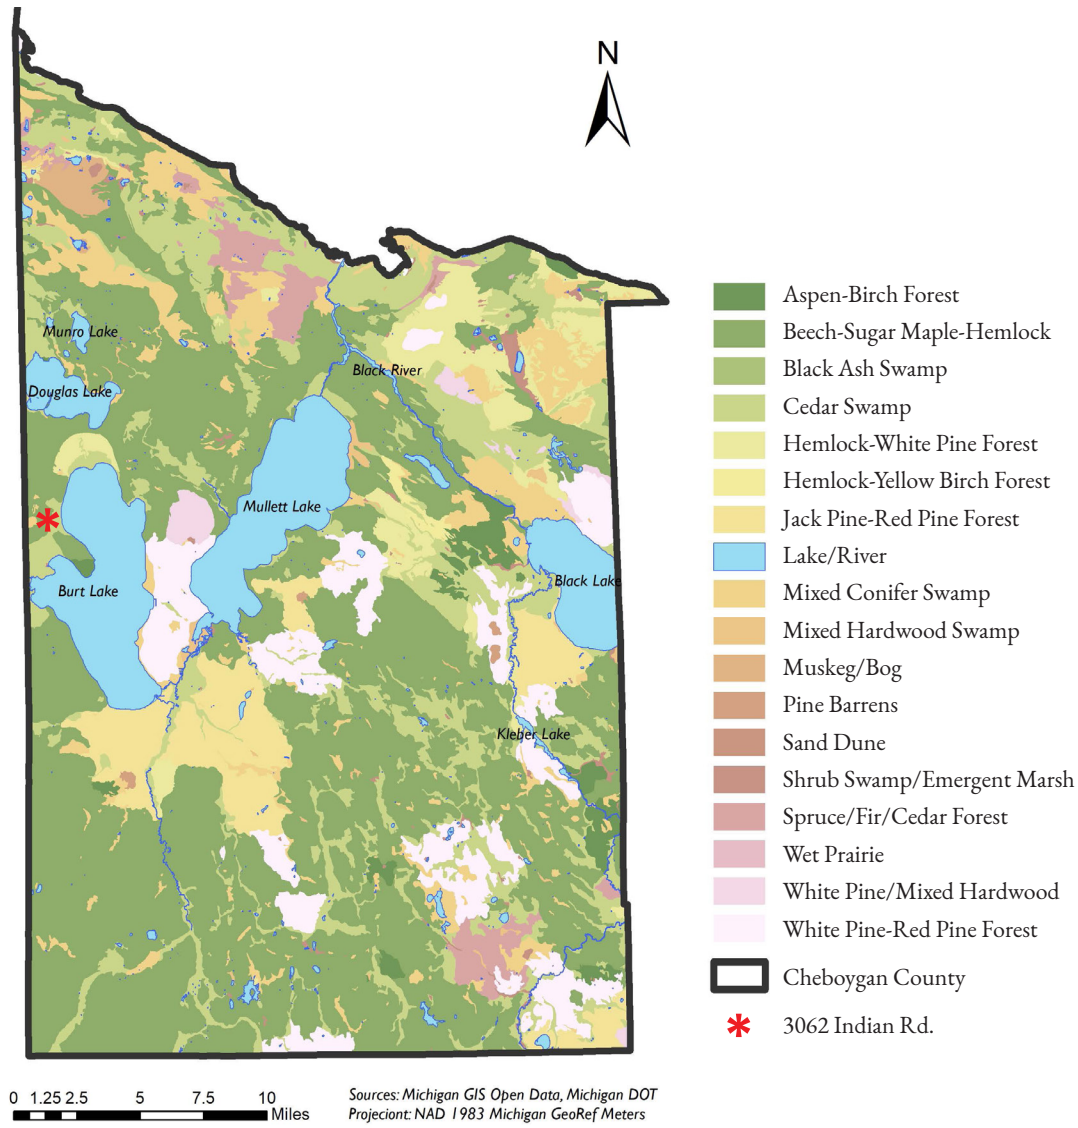 N
Munro Lake
Douglas Lake
Black River
Mullett Lake
Burt Lake
Black Lake
Kleber Lake
Aspen-Birch Forest
Beech-Sugar Maple-Hemlock
Black Ash Swamp
Cedar Swamp
Hemlock-White Pine Forest
Hemlock-Yellow Birch Forest
Jack Pine-Red Pine Forest
Lake/River
Mixed Conifer Swamp
Mixed Hardwood Swamp
Muskeg/Bog
Pine Barrens
Sand Dune
Shrub Swamp/Emergent Marsh
Spruce/Fir/Cedar Forest
Wet Prairie
White Pine/Mixed Hardwood
White Pine-Red Pine Forest
Cheboygan County
3062 Indian Rd.
0 1.25 2.5 5 7.5 10
Miles
Sources: Michigan GIS Open Data, Michigan DOT
Projeciont: NAD 1983 Michigan GeoRef Meters